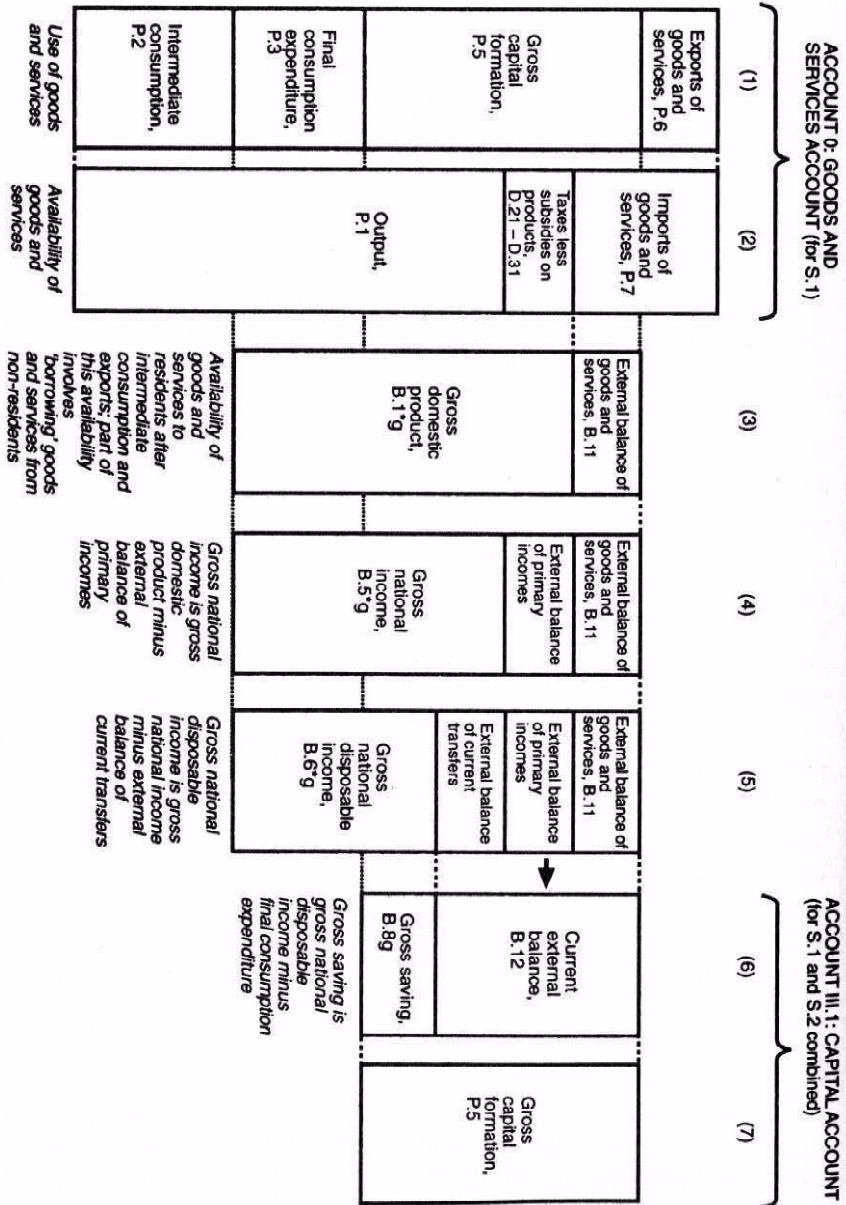 ACCOUNT 0: GOODS AND
SERVICES ACCOUNT (for S.1)
ACCOUNT III.1: CAPITAL ACCOUNT
(for S.1 and S.2 combined)
(1)
(2)
(3)
(4)
(5)
(6)
(7)
Exports of
goods and
services, P.6
Gross
capital
formation,
P.5
Final
consumption
expenditure,
P.3
Intermediate
consumption,
P.2
Use of goods
and services
Imports of
goods and
services, P.7
Taxes less
subsidies on
products,
D.21 – D.31
Output,
P.1
Availability of
goods and
services
External balance of
goods and
services, B.11
Gross
domestic
product,
B.1*g
Availability of
goods and
services to
residents after
intermediate
consumption and
exports; part of
this availability
involves
'borrowing' goods
and services from
non-residents
External balance of
goods and
services, B.11
External balance
of primary
incomes
Gross
national
income,
B.5*g
Gross national
income is gross
domestic
product minus
external
balance of
primary
incomes
External balance of
goods and
services, B.11
External balance
of primary
incomes
External balance
of current
transfers
Gross
national
disposable
income,
B.6*g
Gross national
disposable
income is gross
national income
minus external
balance of
current transfers
Current
external
balance,
B.12
Gross saving,
B.8g
Gross saving is
gross national
disposable
income minus
final consumption
expenditure
Gross
capital
formation,
P.5